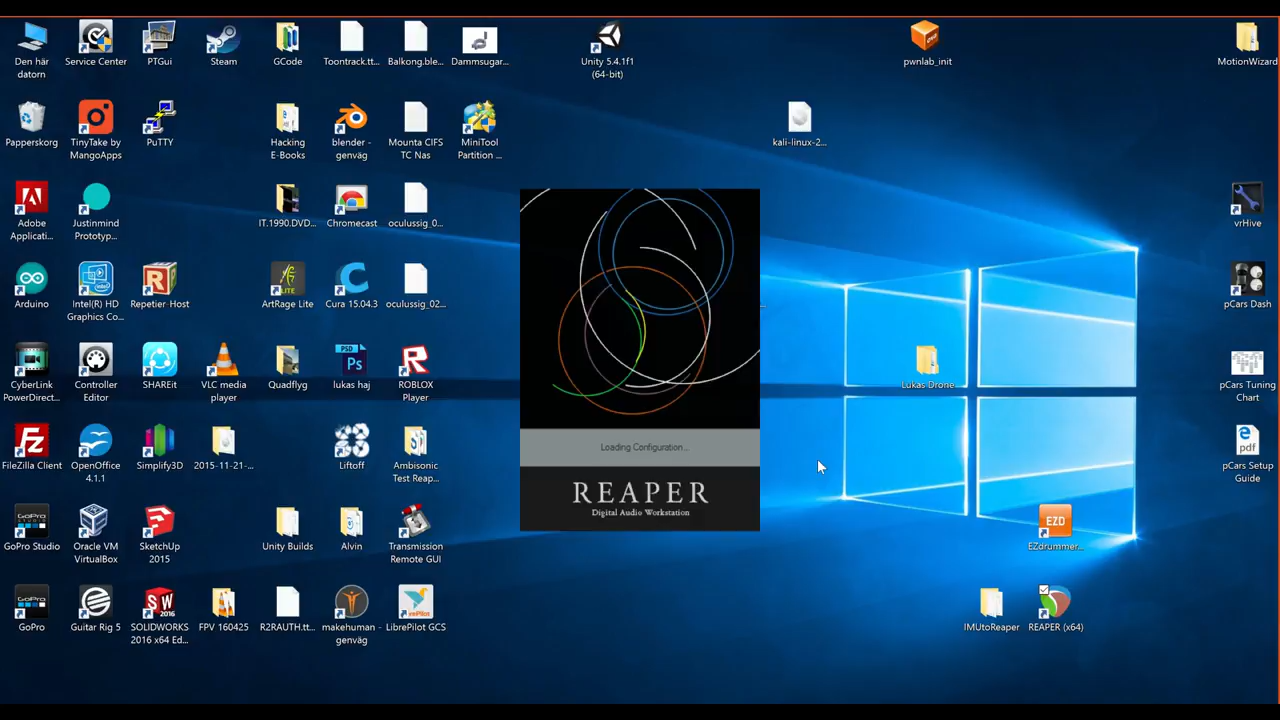 Den här
datorn
Service Center
PTGui
Steam
GCode
Toontrack.tt...
Balkong.ble...
Dammsugar...
Unity 5.4.1f1
(64-bit)
pwnlab_init
MotionWizard
Papperskorg
TinyTake by
MangoApps
PuTTY
Hacking
E-Books
blender -
genväg
Mounta CIFS
TC Nas
MiniTool
Partition ...
kali-linux-2...
Adobe
Applicati...
Justinmind
Prototyp...
IT.1990.DVD...
Chromecast
oculussig_0...
vrHive
Arduino
Intel(R) HD
Graphics Co...
Repetier-Host
ArtRage Lite
Cura 15.04.3
oculussig_02...
pCars Dash
CyberLink
PowerDirect...
Controller
Editor
SHAREit
VLC media
player
Quadflyg
PSD
Ps
lukas haj
ROBLOX
Player
Lukas Drone
pCars Tuning
Chart
Loading Configuration...
REAPER
Digital Audio Workstation
FileZilla Client
OpenOffice
4.1.1
Simplify3D
2015-11-21-...
Liftoff
Ambisonic
Test Reap...
pdf
pCars Setup
Guide
GoPro Studio
Oracle VM
VirtualBox
SketchUp
2015
Unity Builds
Alvin
Transmission
Remote GUI
EZD
EZdrummer...
GoPro
Guitar Rig 5
SOLIDWORKS
2016 x64 Ed...
FPV 160425
R2RAUTH.tt...
makehuman -
genväg
LibrePilot GCS
IMUtoReaper
REAPER (x64)